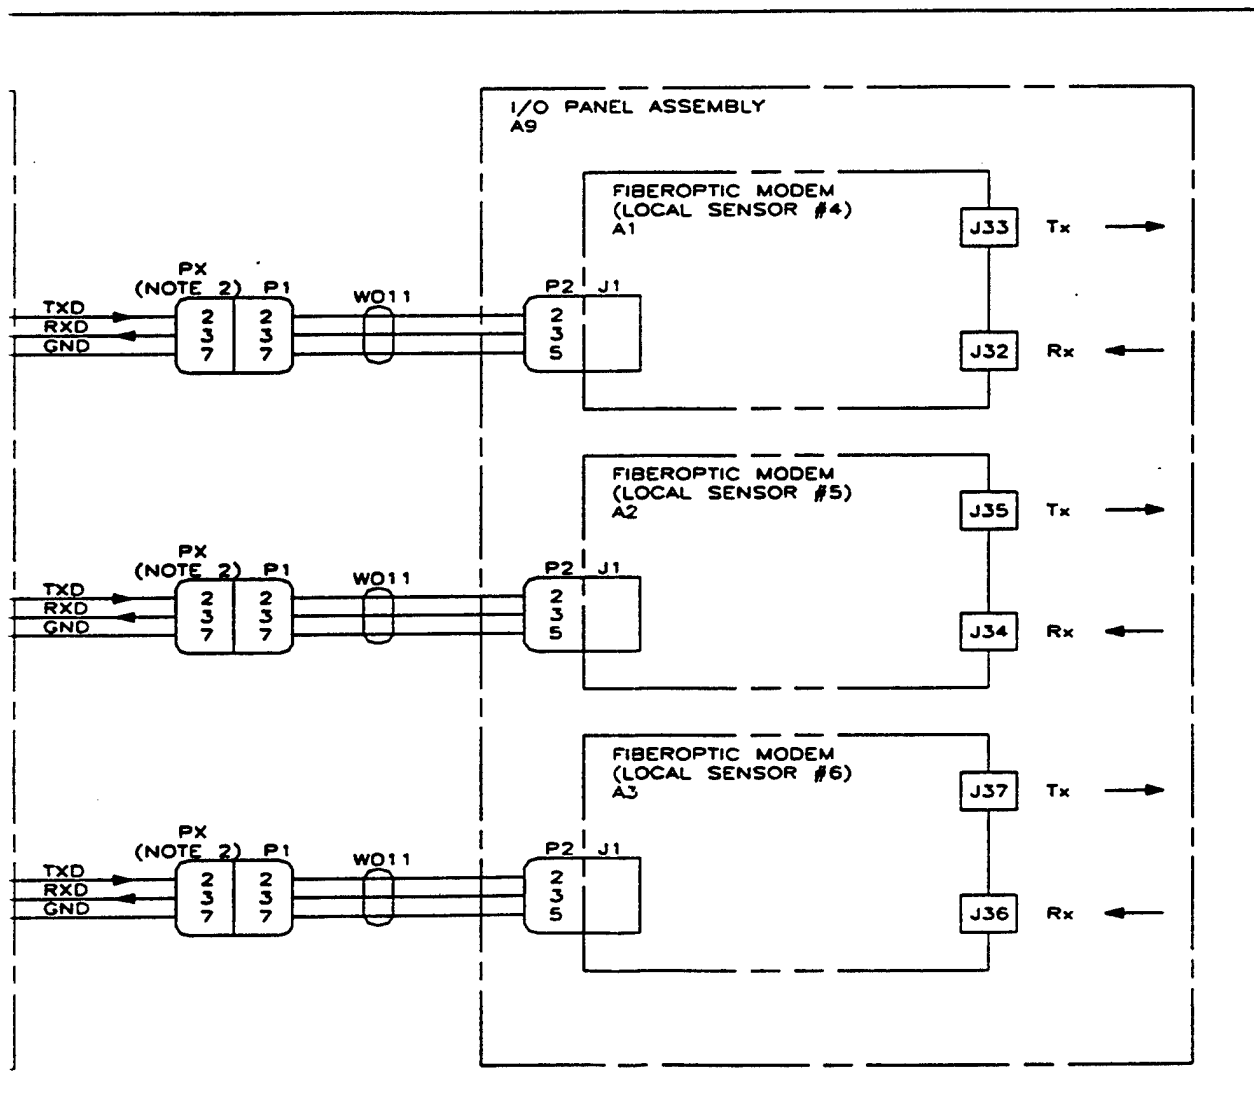 I/O PANEL ASSEMBLY
A9
FIBEROPTIC MODEM
(LOCAL SENSOR #4)
A1
J33 Tx
J32 Rx
PX
(NOTE 2) P1
WO11
P2 J1
TXD
RXD
GND
2 2
3 3
7 7
2
3
5
FIBEROPTIC MODEM
(LOCAL SENSOR #5)
A2
J35 Tx
J34 Rx
PX
(NOTE 2) P1
WO11
P2 J1
TXD
RXD
GND
2 2
3 3
7 7
2
3
5
FIBEROPTIC MODEM
(LOCAL SENSOR #6)
A3
J37 Tx
J36 Rx
PX
(NOTE 2) P1
WO11
P2 J1
TXD
RXD
GND
2 2
3 3
7 7
2
3
5